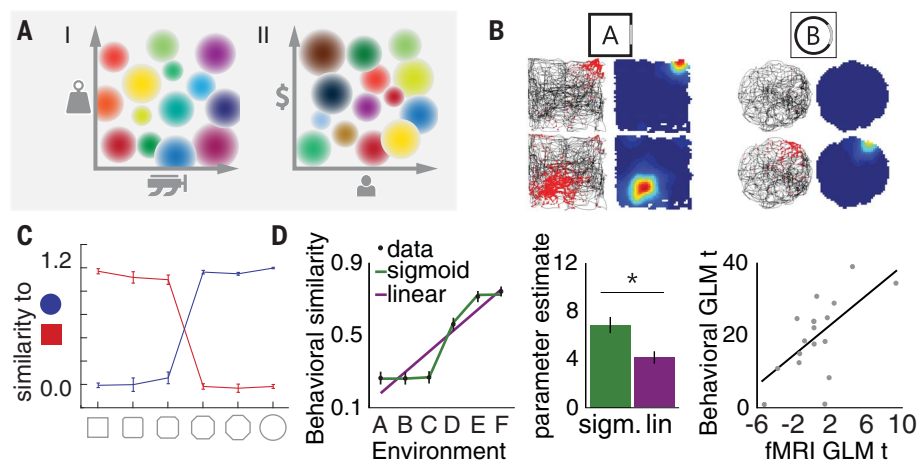 A
I
II
$
B
A
B
C
similarity to
1.2
0.0
D
Behavioral similarity
0.9
0.5
0.1
data
sigmoid
linear
A B C D E F
Environment
parameter estimate
12
8
4
0
*
sigm. lin
Behavioral GLM t
40
20
0
-6 -2 2 6 10
fMRI GLM t